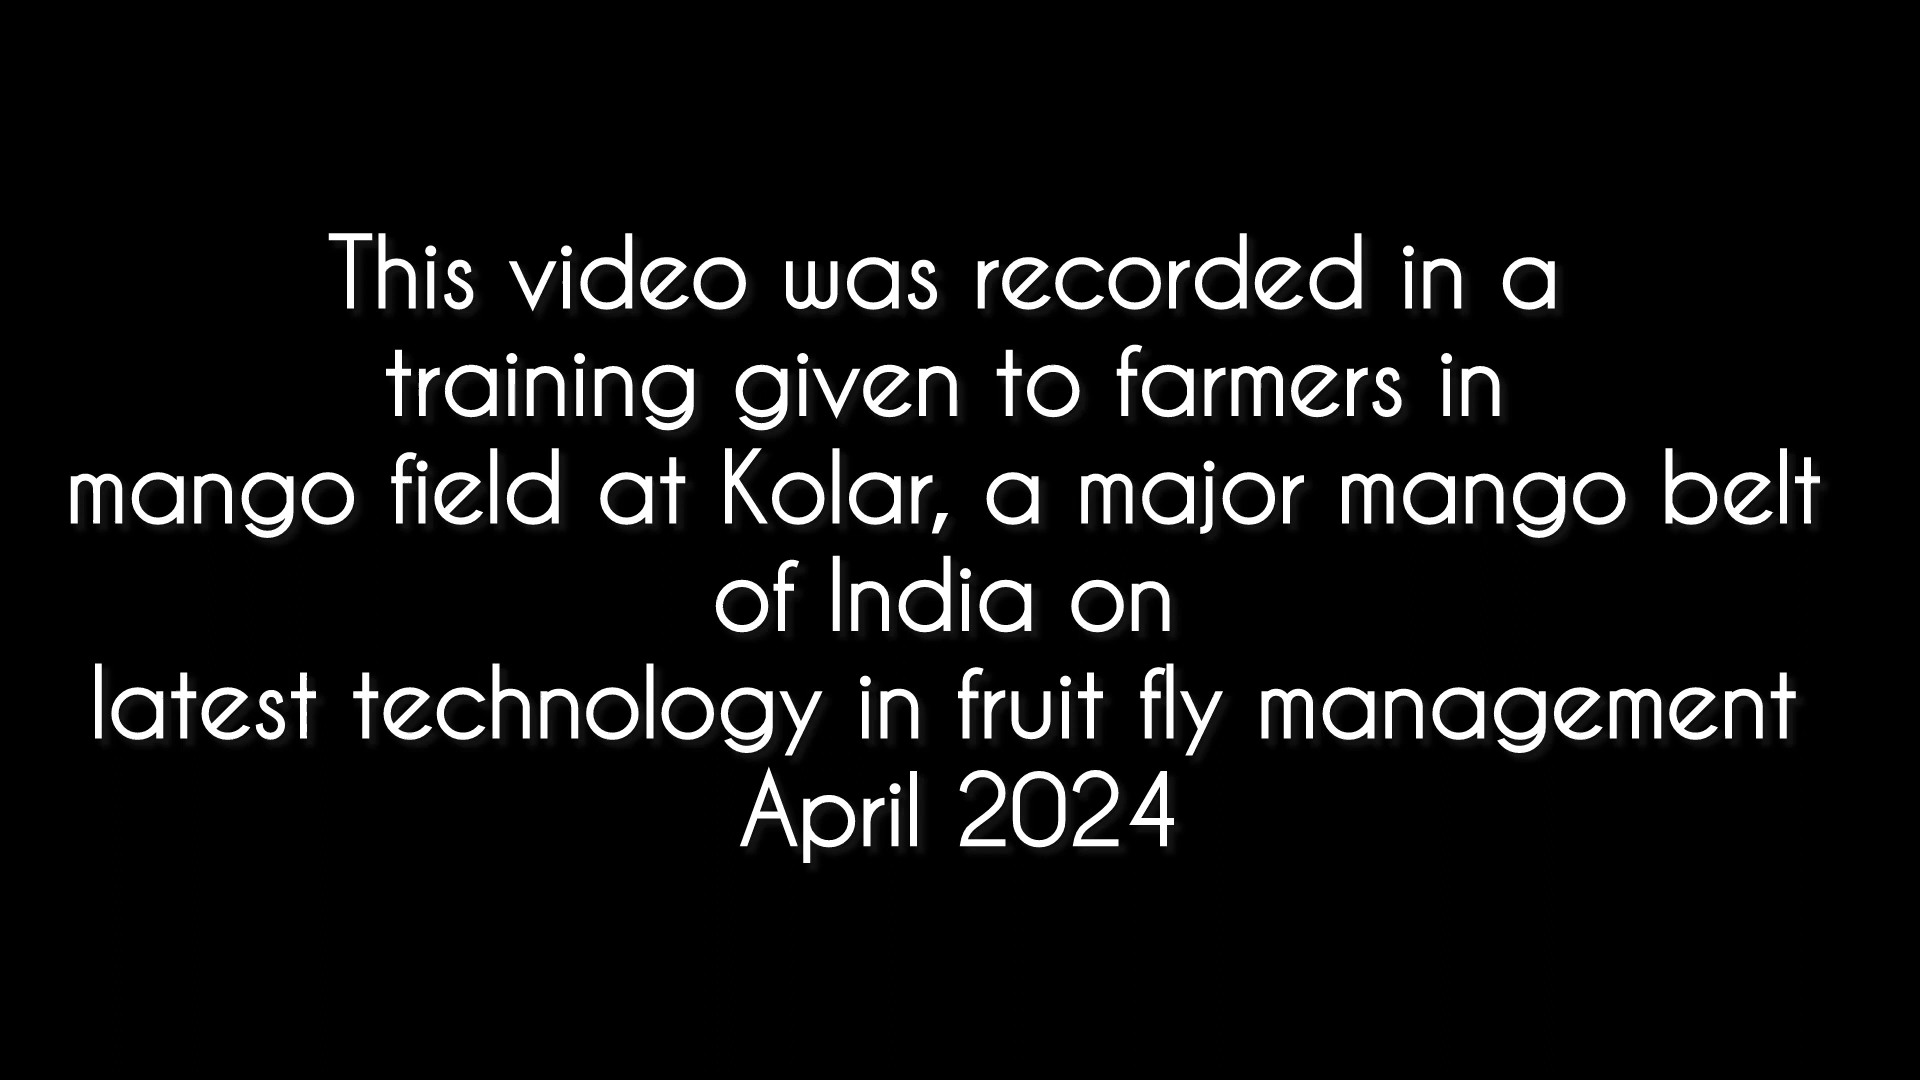 This video was recorded in a
training given to farmers in
mango field at Kolar, a major mango belt
of India on
latest technology in fruit fly management
April 2024